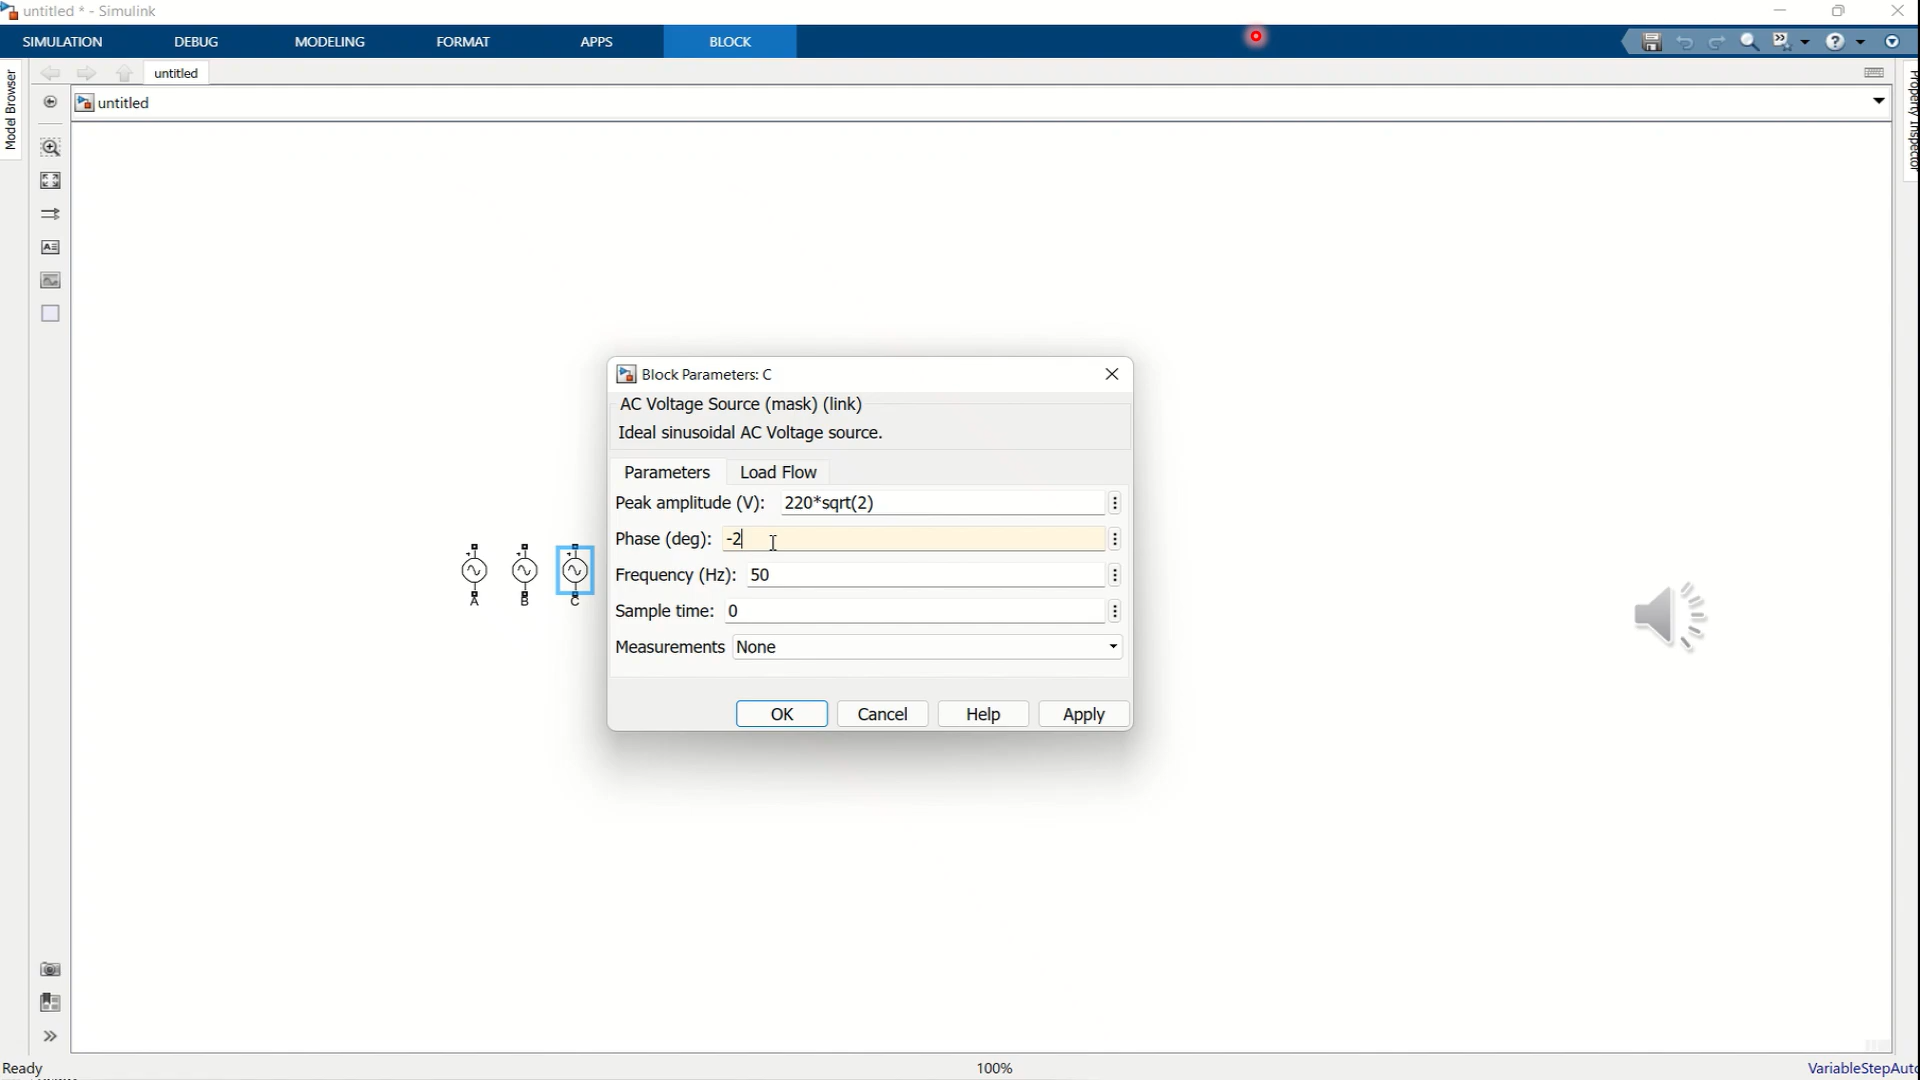 untitled * - Simulink
SIMULATION
DEBUG
MODELING
FORMAT
APPS
BLOCK
untitled
untitled
Model Browser
Property Inspector
Block Parameters: C
AC Voltage Source (mask) (link)
Ideal sinusoidal AC Voltage source.
Parameters
Load Flow
Peak amplitude (V): 220*sqrt(2)
Phase (deg): -2
Frequency (Hz): 50
Sample time: 0
Measurements None
OK
Cancel
Help
Apply
A
B
C
Ready
100%
VariableStepAuto